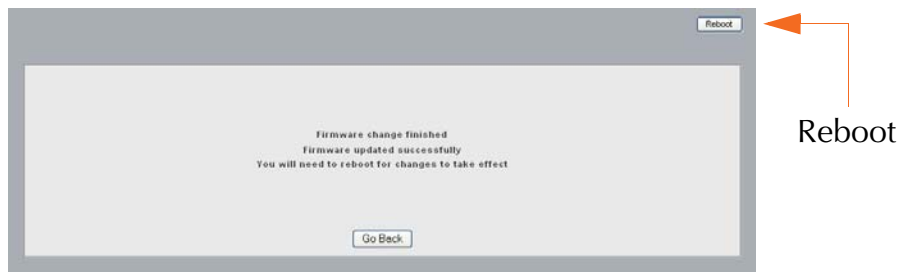 Reboot
Reboot
Firmware change finished
Firmware updated successfully
You will need to reboot for changes to take effect
Go Back